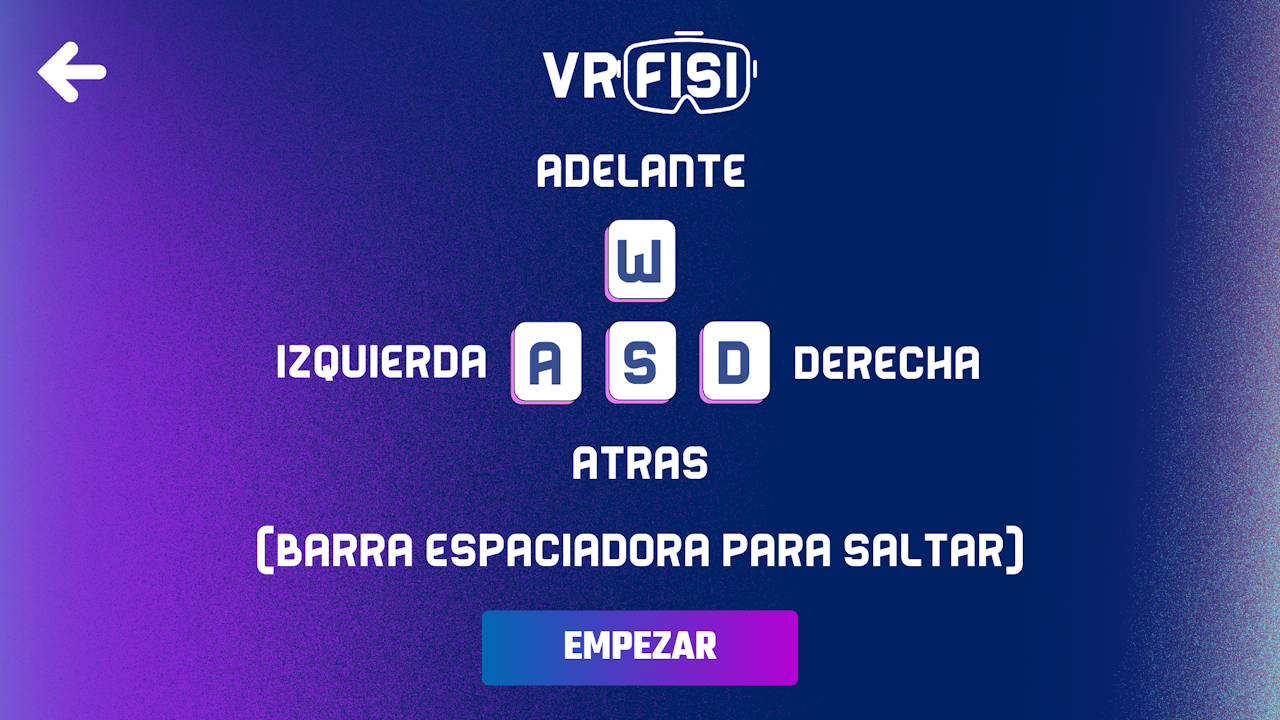 VR FISI
ADELANTE
W
IZQUIERDA A S D DERECHA
ATRAS
(BARRA ESPACIADORA PARA SALTAR)
EMPEZAR